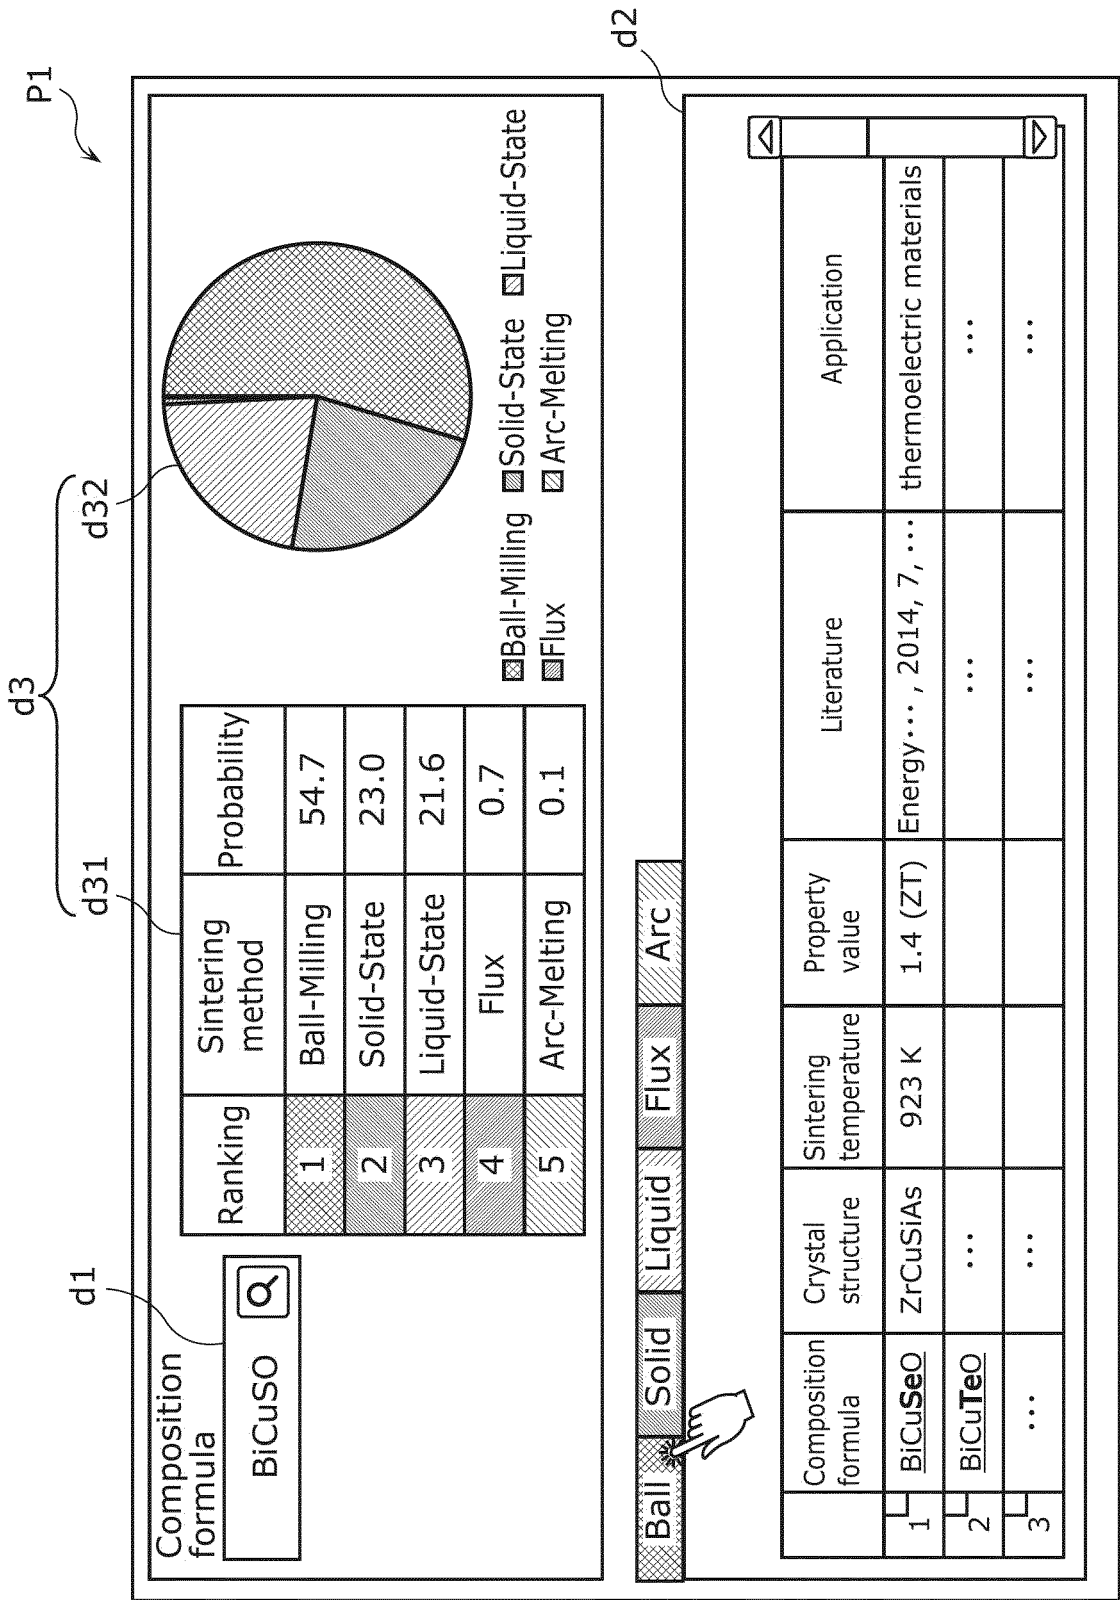 P1
d3
d1
d31
d32
Composition
formula
BiCuSO
Ranking
Sintering
method
Probability
1
Ball-Milling
54.7
2
Solid-State
23.0
3
Liquid-State
21.6
4
Flux
0.7
5
Arc-Melting
0.1
Ball-Milling
Solid-State
Liquid-State
Flux
Arc-Melting
d2
Ball
Solid
Liquid
Flux
Arc
Composition
formula
Crystal
structure
Sintering
temperature
Property
value
Literature
Application
1
BiCuSeO
ZrCuSiAs
923 K
1.4 (ZT)
Energy···, 2014, 7, ···
thermoelectric materials
2
BiCuTeO
···
···
···
3
···
···
···
···